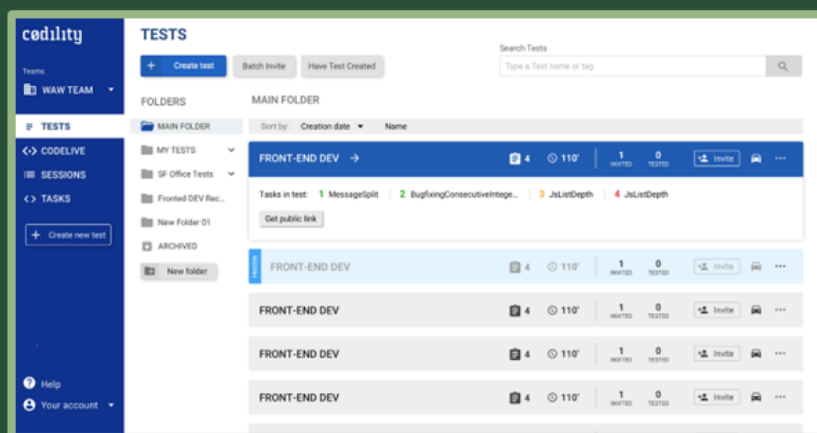 codility
Teams
WAW TEAM
TESTS
CODELIVE
SESSIONS
TASKS
+ Create new test
Help
Your account
TESTS
+ Create test
Batch Invite
Have Test Created
Search Tests
Type a Test name or tag
FOLDERS
MAIN FOLDER
MY TESTS
SF Office Tests
Fronted DEV Rec...
New Folder 01
ARCHIVED
New folder
MAIN FOLDER
Sort by: Creation date Name
FRONT-END DEV → 4 110' 1 INVITED 0 TESTED Invite ...
Tasks in test: 1 MessageSplit 2 BugfixingConsecutiveIntege... 3 JsListDepth 4 JsListDepth
Get public link
FROZEN FRONT-END DEV 4 110' 1 INVITED 0 TESTED Invite ...
FRONT-END DEV 4 110' 1 INVITED 0 TESTED Invite ...
FRONT-END DEV 4 110' 1 INVITED 0 TESTED Invite ...
FRONT-END DEV 4 110' 1 INVITED 0 TESTED Invite ...